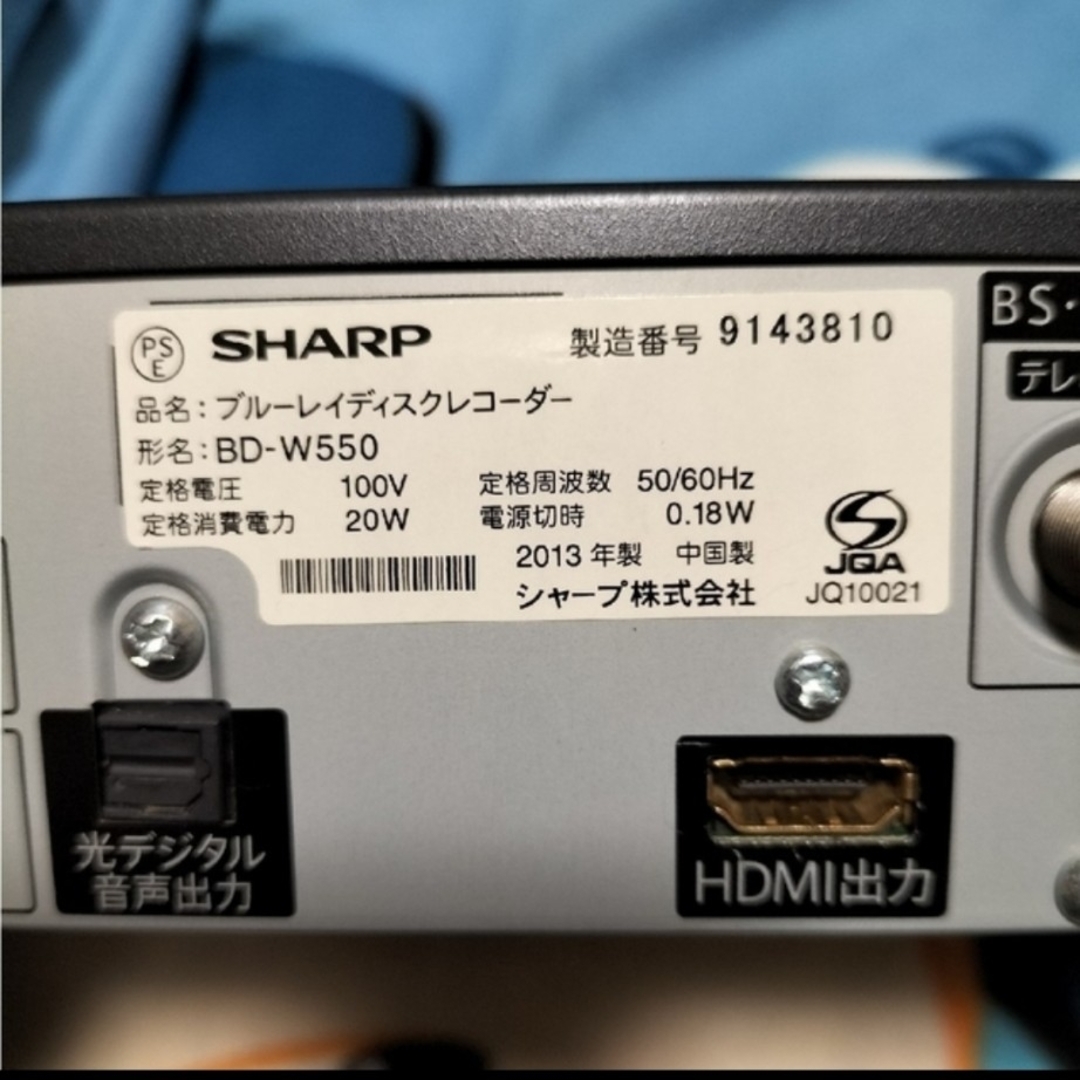 PS
E
SHARP
製造番号 9143810
品名：ブルーレイディスクレコーダー
形名：BD-W550
定格電圧 100V 定格周波数 50/60Hz
定格消費電力 20W 電源切時 0.18W
2013 年製 中国製
シャープ株式会社
JQA
JQ10021
BS・
テレ
光デジタル
音声出力
HDMI出力